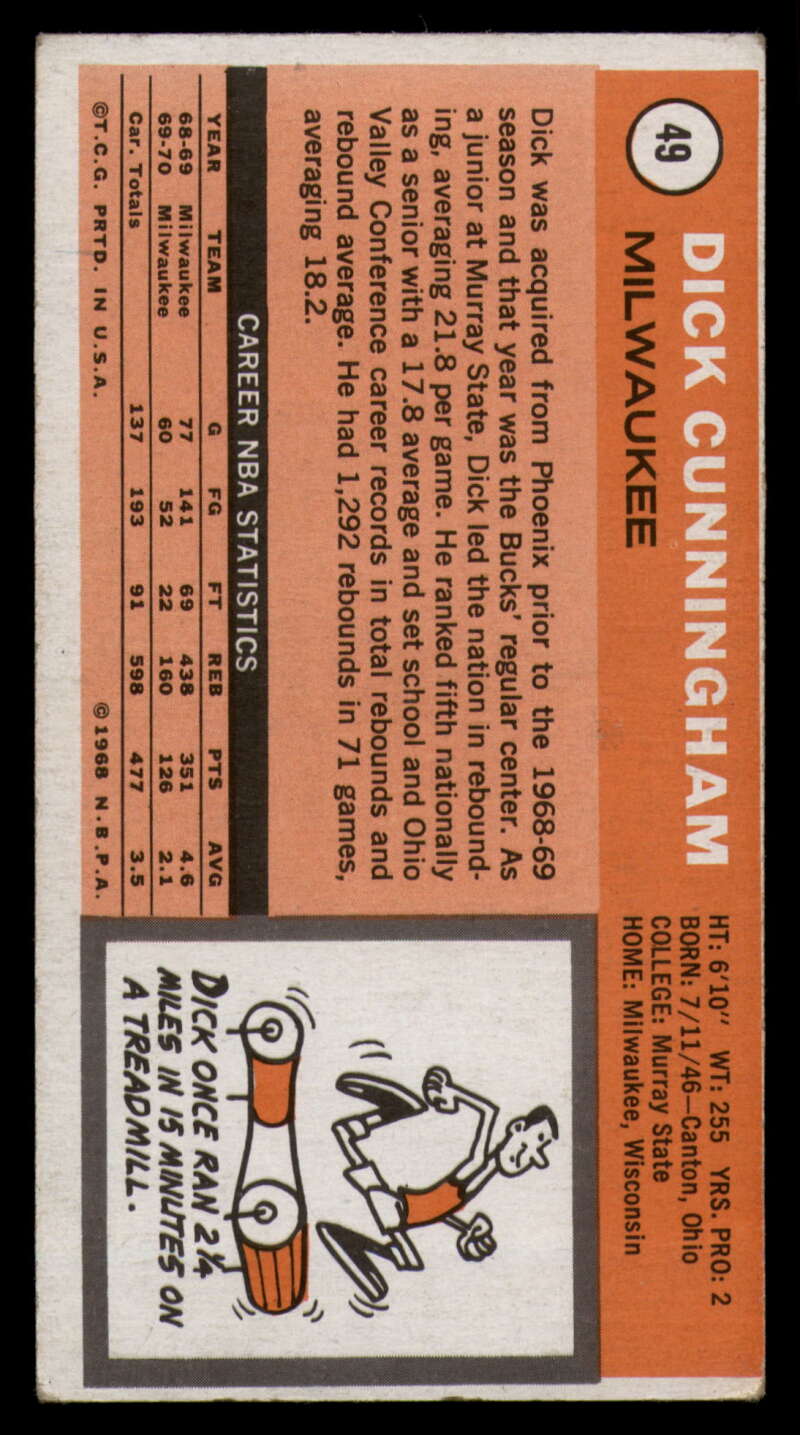 49
DICK CUNNINGHAM
MILWAUKEE
HT: 6'10" WT: 255 YRS. PRO: 2
BORN: 7/11/46—Canton, Ohio
COLLEGE: Murray State
HOME: Milwaukee, Wisconsin
Dick was acquired from Phoenix prior to the 1968-69
season and that year was the Bucks' regular center. As
a junior at Murray State, Dick led the nation in rebound-
ing, averaging 21.8 per game. He ranked fifth nationally
as a senior with a 17.8 average and set school and Ohio
Valley Conference career records in total rebounds and
rebound average. He had 1,292 rebounds in 71 games,
averaging 18.2.
CAREER NBA STATISTICS
YEAR TEAM G FG FT REB PTS AVG
68-69 Milwaukee 77 141 69 438 351 4.6
69-70 Milwaukee 60 52 22 160 126 2.1
Car. Totals 137 193 91 598 477 3.5
©T.C.G. PRTD. IN U.S.A. ©1968 N.B.P.A.
DICK ONCE RAN 2¼
MILES IN 15 MINUTES ON
A TREADMILL.